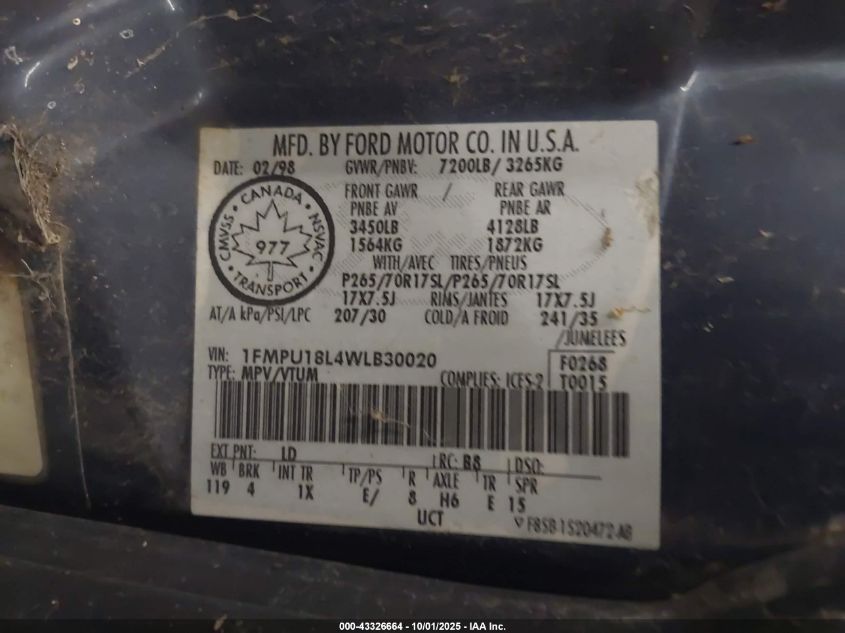 MFD. BY FORD MOTOR CO. IN U.S.A.
DATE: 02/98 GVWR/PNBV: 7200LB/ 3265KG
CMVSS • CANADA • NSVAC • TRANSPORT •
977
FRONT GAWR / REAR GAWR
PNBE AV PNBE AR
3450LB 4128LB
1564KG 1872KG
WITH/AVEC TIRES/PNEUS
P265/70R17SL/P265/70R17SL
17X7.5J RIMS/JANTES 17X7.5J
AT/A kPa/PSI/LPC 207/30 COLD/A FROID 241/35
/JUMELEES
VIN: 1FMPU18L4WLB30020 F0268
TYPE: MPV/VTUM COMPLIES: ICES-2 T0015
EXT PNT: LD RC: B8 DSO:
WB BRK INT TR TP/PS R AXLE TR SPR
119 4 1X E/ 8 H6 E 15
UCT F85B-1520472-AB
000-43326664 - 10/01/2025 - IAA Inc.